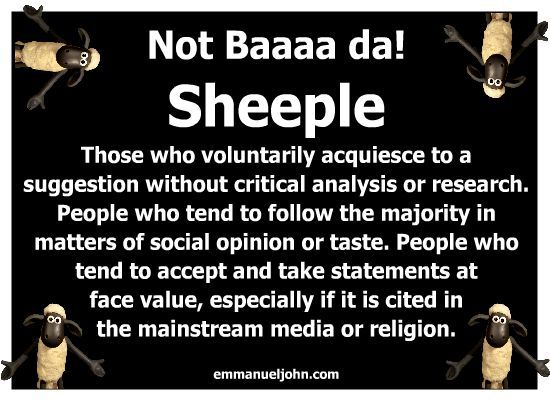 Not Baaaa da!
Sheeple
Those who voluntarily acquiesce to a
suggestion without critical analysis or research.
People who tend to follow the majority in
matters of social opinion or taste. People who
tend to accept and take statements at
face value, especially if it is cited in
the mainstream media or religion.
emmanueljohn.com